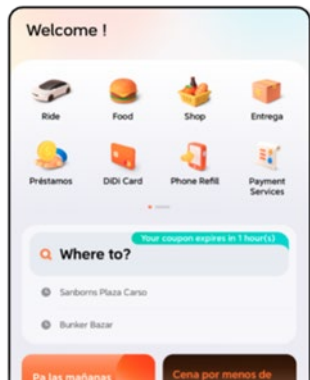 Welcome !
Ride
Food
Shop
Entrega
Préstamos
DiDi Card
Phone Refill
Payment
Services
Your coupon expires in 1 hour(s)
Where to?
Sanborns Plaza Carso
Bunker Bazar
Pa las mañanas
Cena por menos de